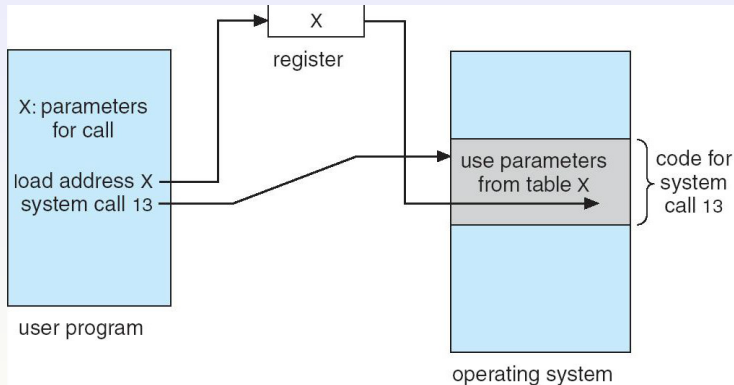 X
register
X: parameters
for call
load address X
system call 13
user program
use parameters
from table X
code for
system
call 13
operating system